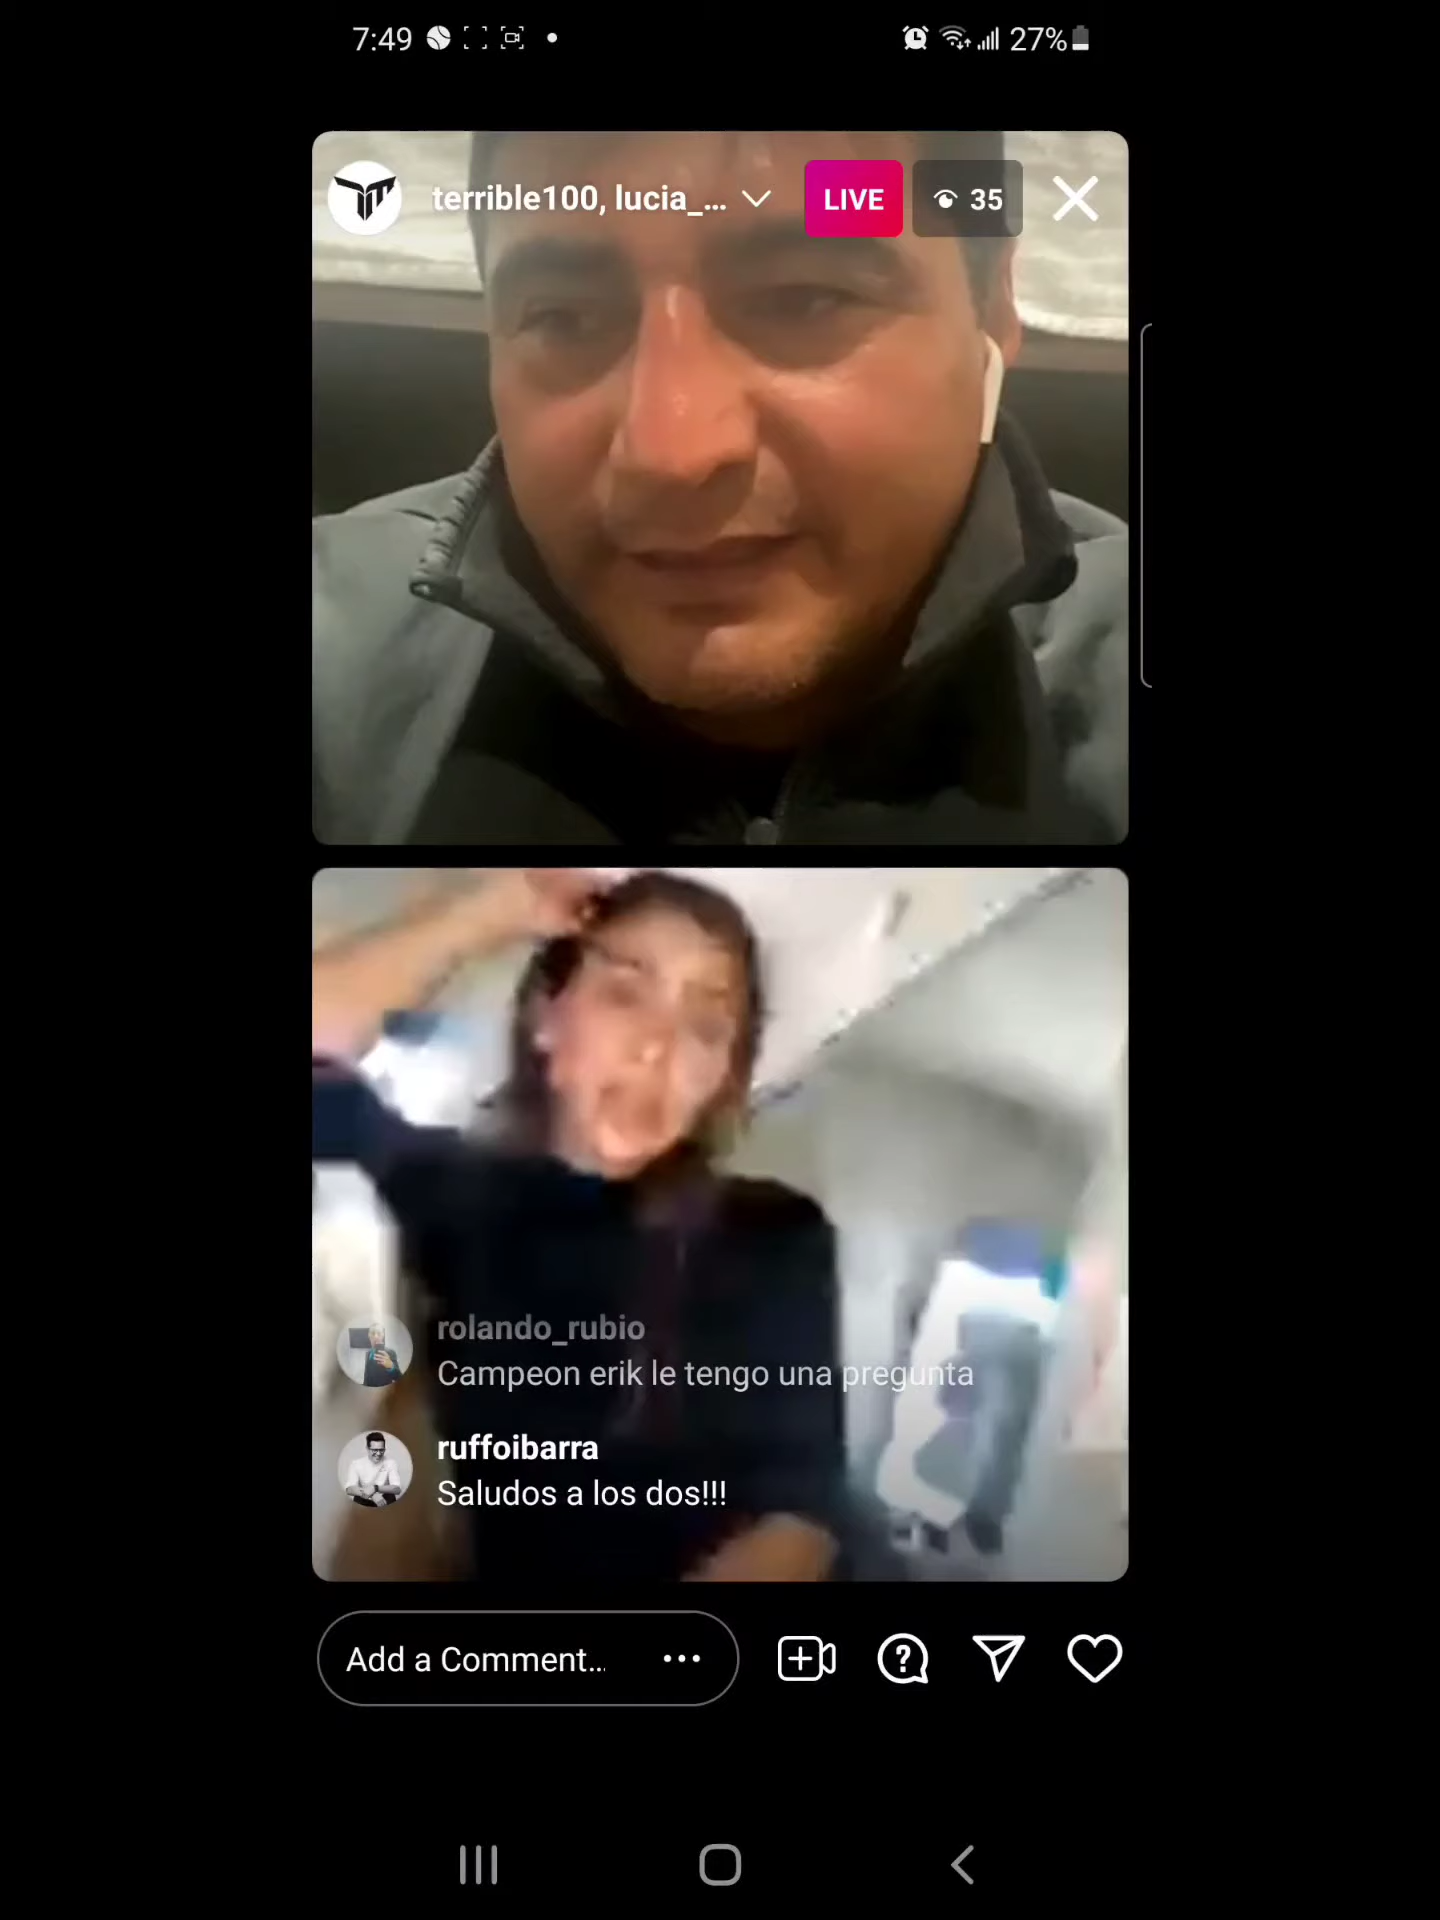 7:49
27%
terrible100, lucia_...
LIVE
35
rolando_rubio
Campeon erik le tengo una pregunta
ruffoibarra
Saludos a los dos!!!
Add a Comment...